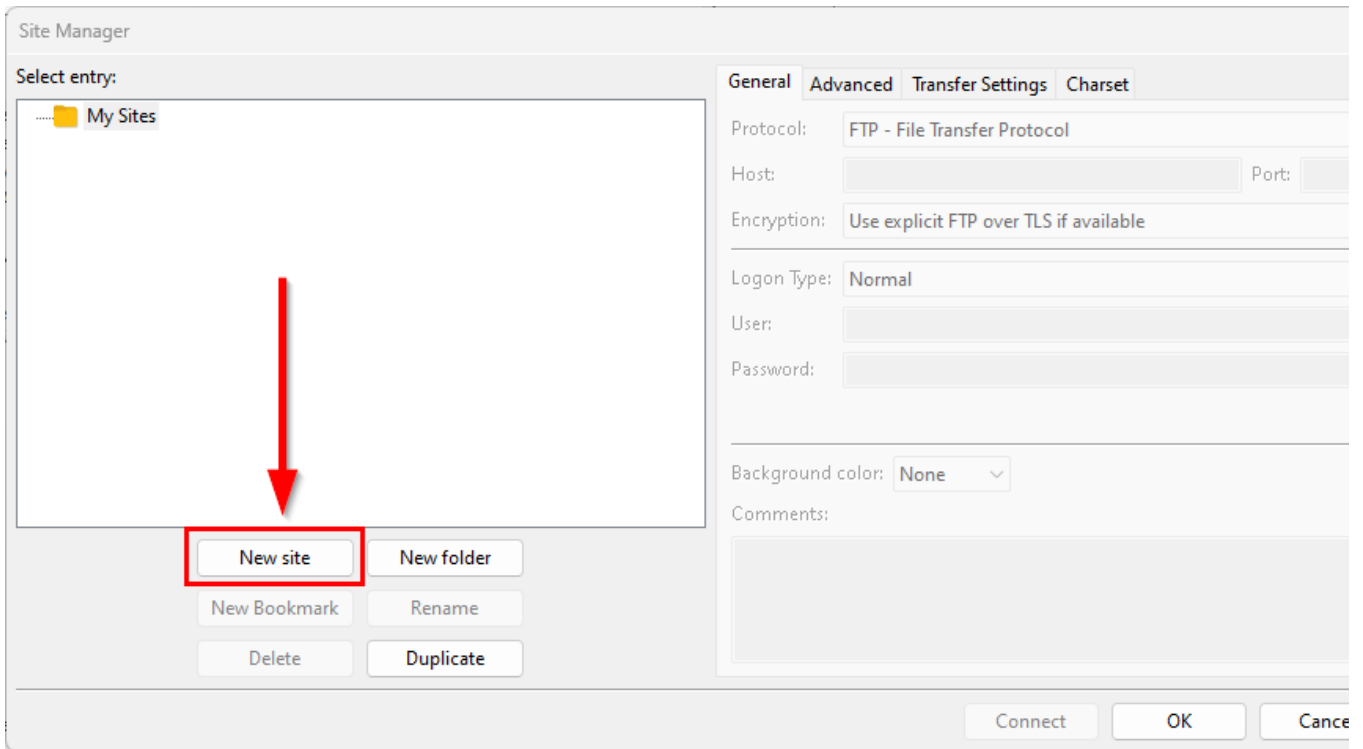 Site Manager
Select entry:
My Sites
New site New folder
New Bookmark Rename
Delete Duplicate
General Advanced Transfer Settings Charset
Protocol: FTP - File Transfer Protocol
Host: Port:
Encryption: Use explicit FTP over TLS if available
Logon Type: Normal
User:
Password:
Background color: None
Comments:
Connect OK Cance